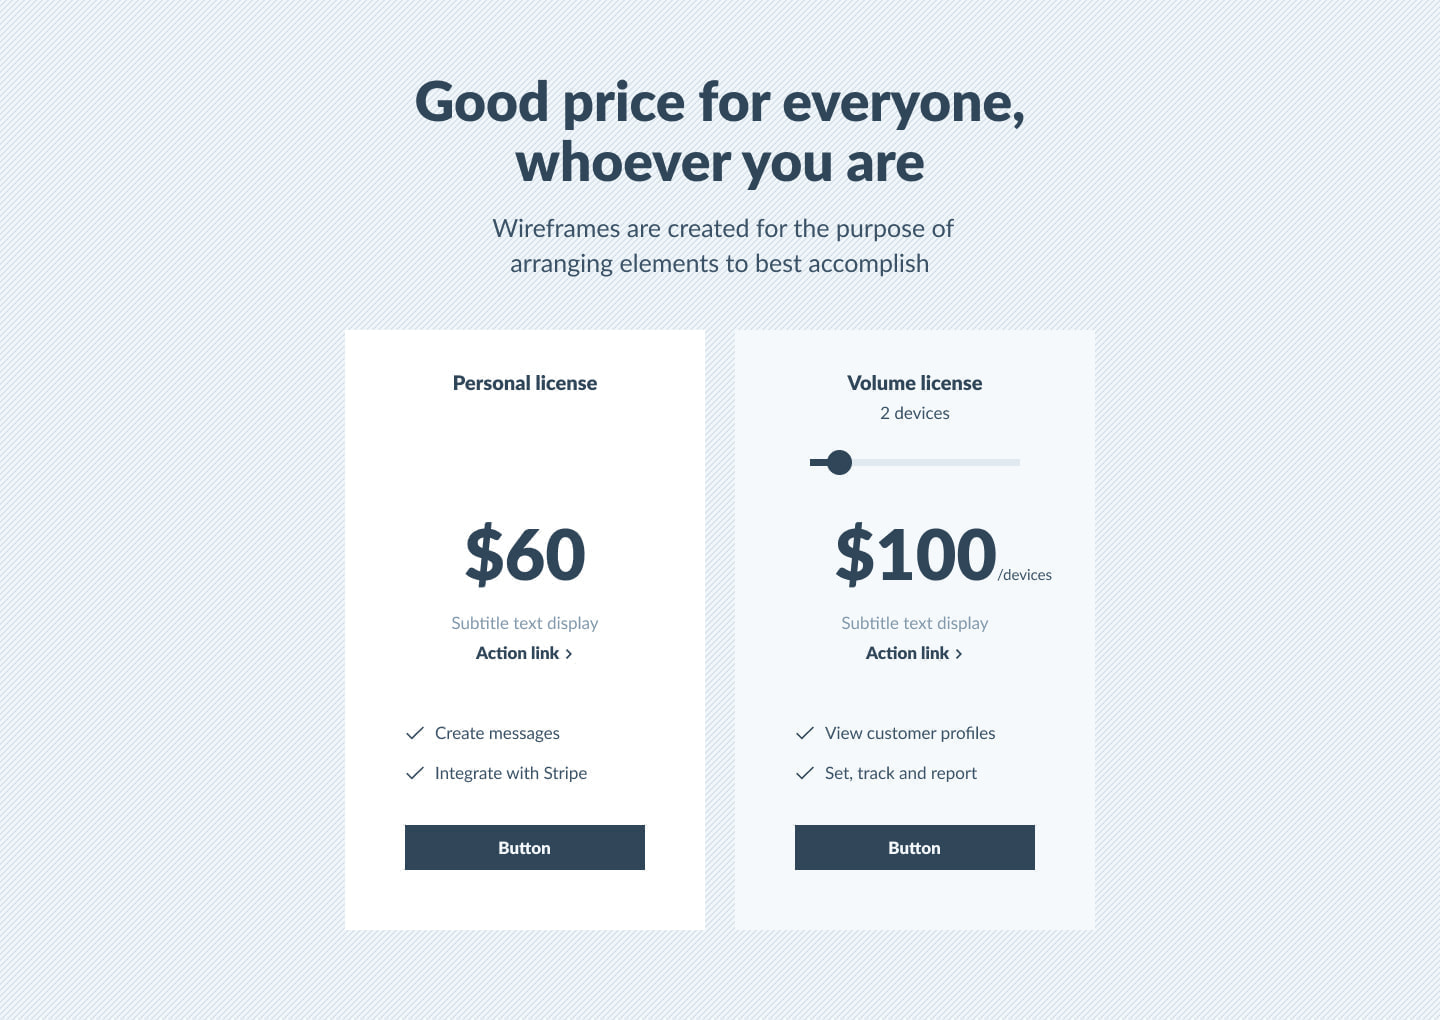 Good price for everyone,
whoever you are
Wireframes are created for the purpose of
arranging elements to best accomplish
Personal license
$60
Subtitle text display
Action link
Create messages
Integrate with Stripe
Button
Volume license
2 devices
$100/devices
Subtitle text display
Action link
View customer profiles
Set, track and report
Button